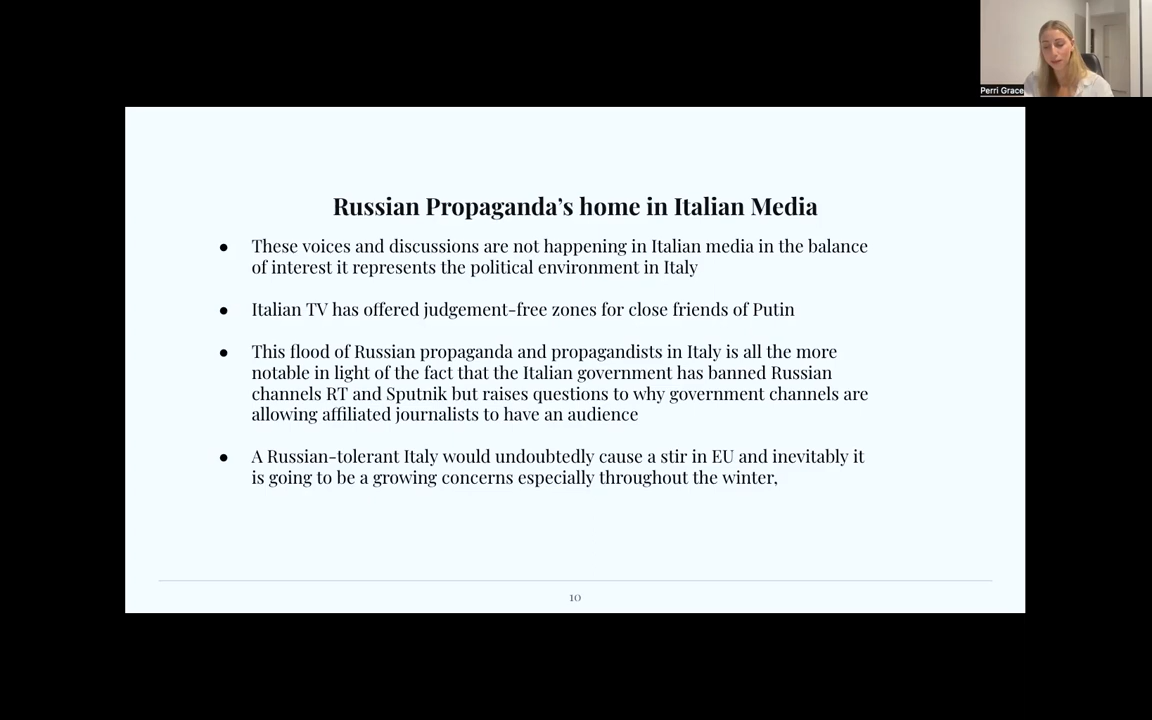 Perri Grace
Russian Propaganda’s home in Italian Media
● These voices and discussions are not happening in Italian media in the balance
of interest it represents the political environment in Italy
● Italian TV has offered judgement-free zones for close friends of Putin
● This flood of Russian propaganda and propagandists in Italy is all the more
notable in light of the fact that the Italian government has banned Russian
channels RT and Sputnik but raises questions to why government channels are
allowing affiliated journalists to have an audience
● A Russian-tolerant Italy would undoubtedly cause a stir in EU and inevitably it
is going to be a growing concerns especially throughout the winter,
10